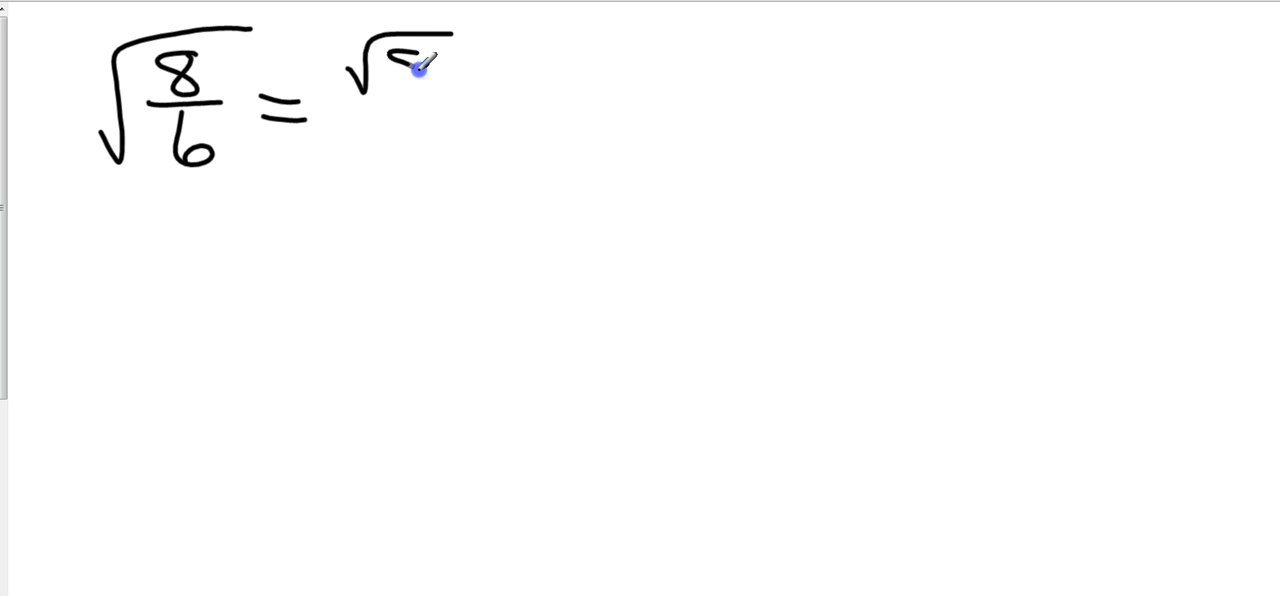 √(8/6) = √